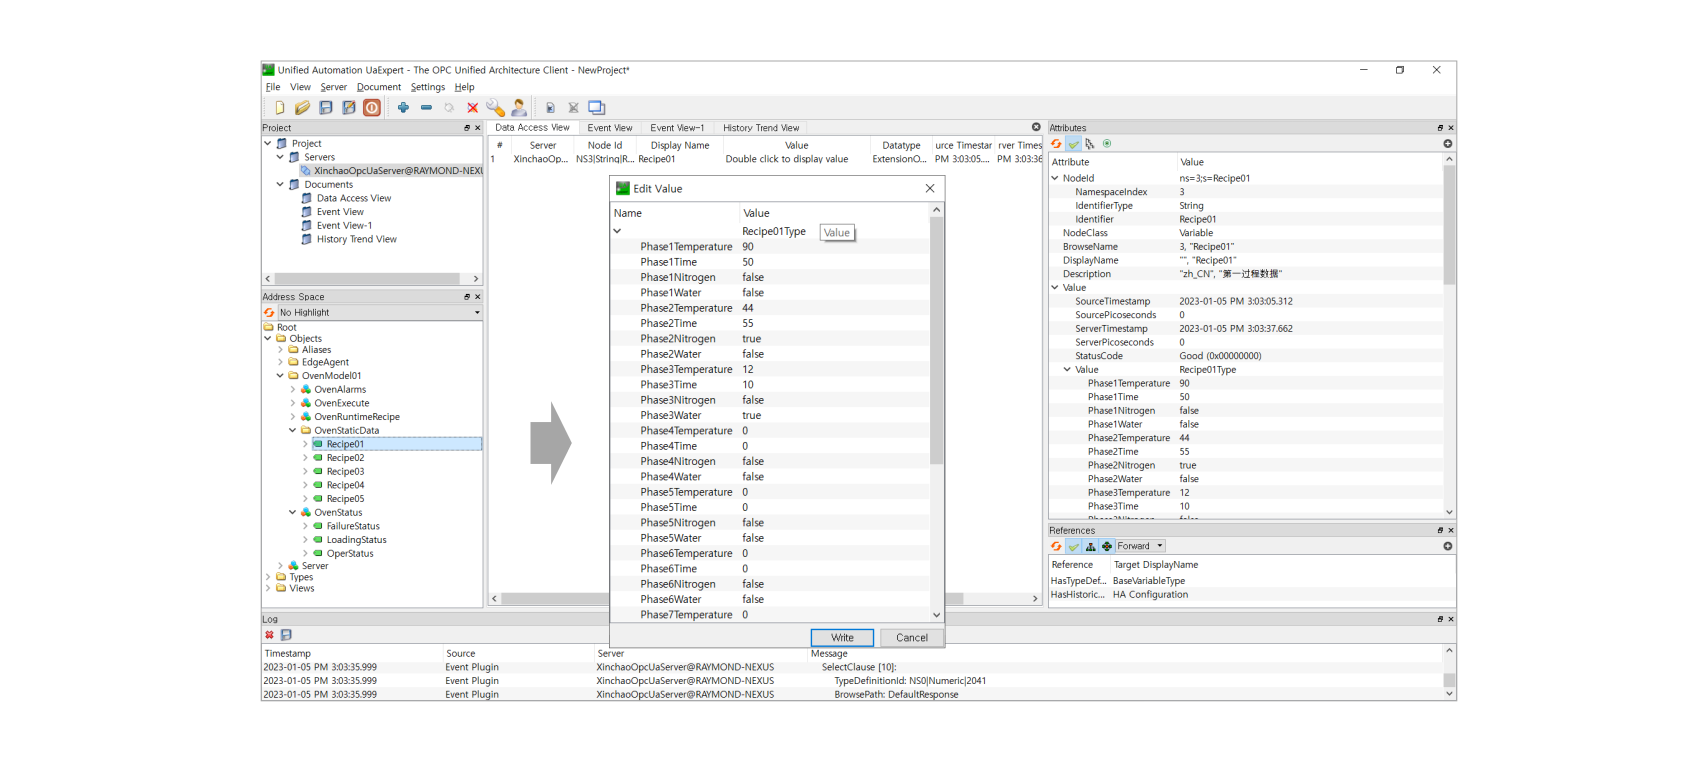 Unified Automation UaExpert - The OPC Unified Architecture Client - NewProject*
File View Server Document Settings Help
Project
Project
Servers
XinchaoOpcUaServer@RAYMOND-NEXU
Documents
Data Access View
Event View
Event View-1
History Trend View
Address Space
No Highlight
Root
Objects
Aliases
EdgeAgent
OvenModel01
OvenAlarms
OvenExecute
OvenRuntimeRecipe
OvenStaticData
Recipe01
Recipe02
Recipe03
Recipe04
Recipe05
OvenStatus
FailureStatus
LoadingStatus
OperStatus
Server
Types
Views
Data Access View Event View Event View-1 History Trend View
# Server Node Id Display Name Value Datatype urce Timestar rver Times
1 XinchaoOp... NS3|String|R... Recipe01 Double click to display value ExtensionO... PM 3:03:05.... PM 3:03:36
Edit Value
Name Value
Recipe01Type
Value
Phase1Temperature 90
Phase1Time 50
Phase1Nitrogen false
Phase1Water false
Phase2Temperature 44
Phase2Time 55
Phase2Nitrogen true
Phase2Water false
Phase3Temperature 12
Phase3Time 10
Phase3Nitrogen false
Phase3Water true
Phase4Temperature 0
Phase4Time 0
Phase4Nitrogen false
Phase4Water false
Phase5Temperature 0
Phase5Time 0
Phase5Nitrogen false
Phase5Water false
Phase6Temperature 0
Phase6Time 0
Phase6Nitrogen false
Phase6Water false
Phase7Temperature 0
Write Cancel
Attributes
Attribute Value
NodeId ns=3;s=Recipe01
NamespaceIndex 3
IdentifierType String
Identifier Recipe01
NodeClass Variable
BrowseName 3, "Recipe01"
DisplayName "", "Recipe01"
Description "zh_CN", "第一过程数据"
Value
SourceTimestamp 2023-01-05 PM 3:03:05.312
SourcePicoseconds 0
ServerTimestamp 2023-01-05 PM 3:03:37.662
ServerPicoseconds 0
StatusCode Good (0x00000000)
Value Recipe01Type
Phase1Temperature 90
Phase1Time 50
Phase1Nitrogen false
Phase1Water false
Phase2Temperature 44
Phase2Time 55
Phase2Nitrogen true
Phase2Water false
Phase3Temperature 12
Phase3Time 10
Phase3Nitrogen false
References
Forward
Reference Target DisplayName
HasTypeDef... BaseVariableType
HasHistoric... HA Configuration
Log
Timestamp Source Server Message
2023-01-05 PM 3:03:35.999 Event Plugin XinchaoOpcUaServer@RAYMOND-NEXUS SelectClause [10]:
2023-01-05 PM 3:03:35.999 Event Plugin XinchaoOpcUaServer@RAYMOND-NEXUS TypeDefinitionId: NS0|Numeric|2041
2023-01-05 PM 3:03:35.999 Event Plugin XinchaoOpcUaServer@RAYMOND-NEXUS BrowsePath: DefaultResponse